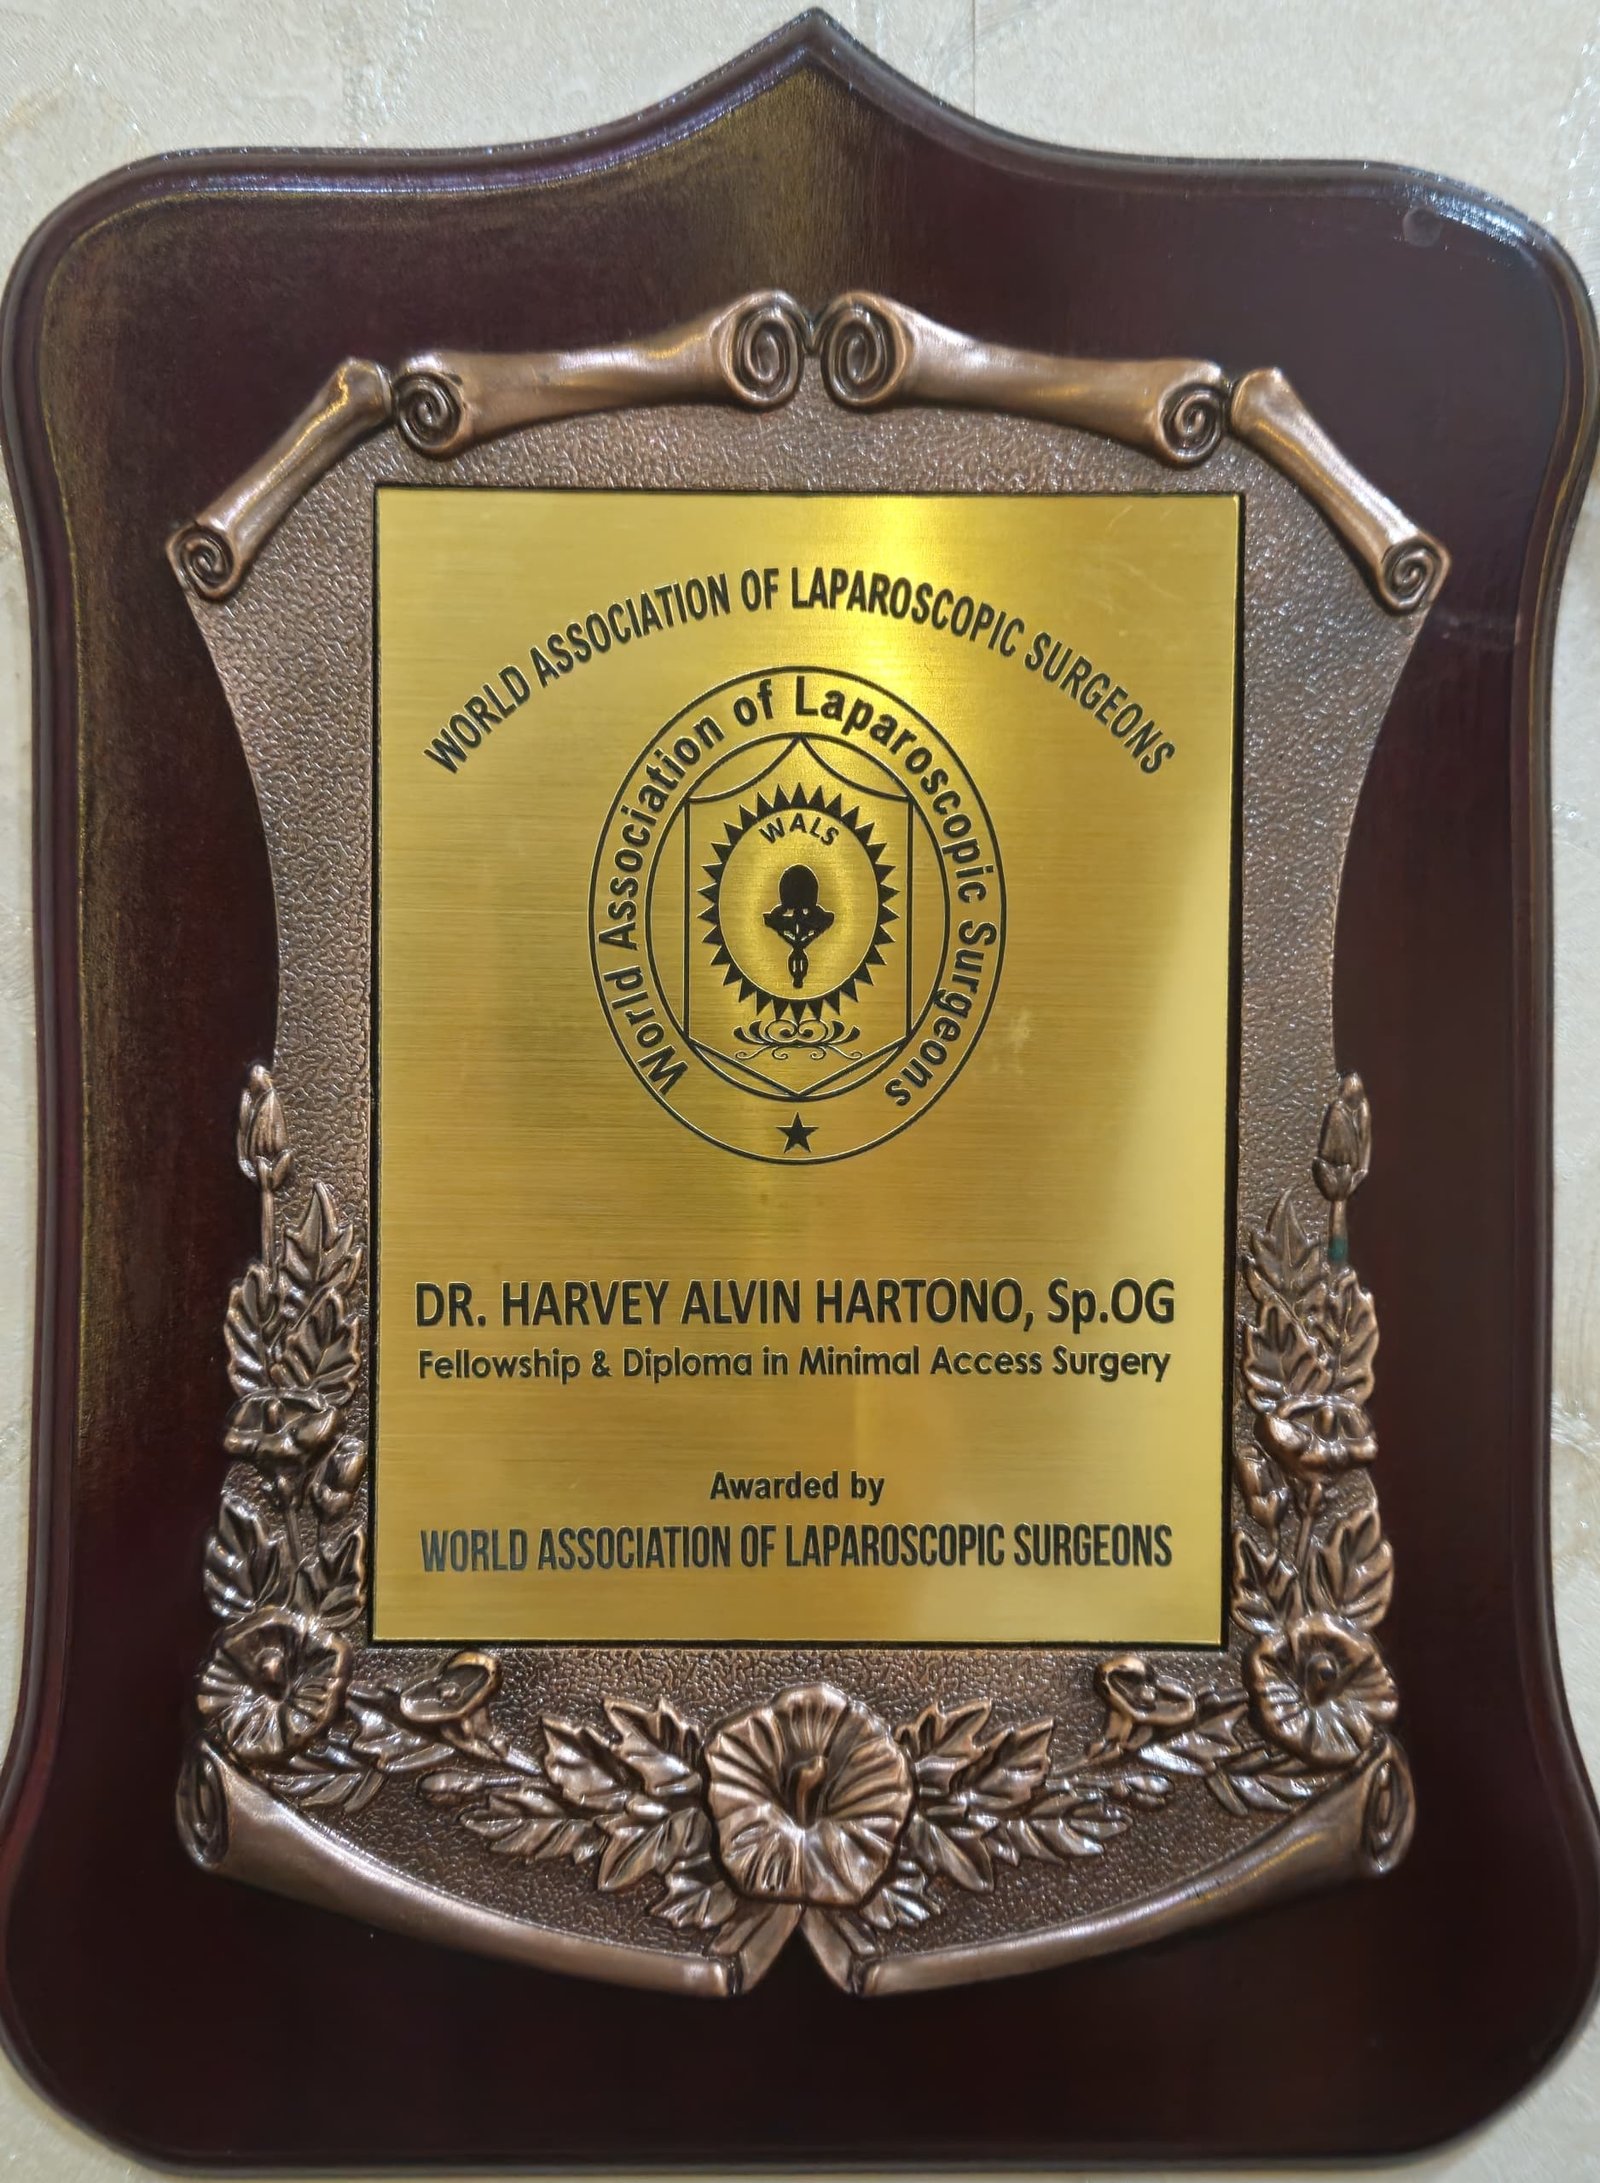 WORLD ASSOCIATION OF LAPAROSCOPIC SURGEONS
World Association of Laparoscopic Surgeons
WALS
DR. HARVEY ALVIN HARTONO, Sp.OG
Fellowship & Diploma in Minimal Access Surgery
Awarded by
WORLD ASSOCIATION OF LAPAROSCOPIC SURGEONS